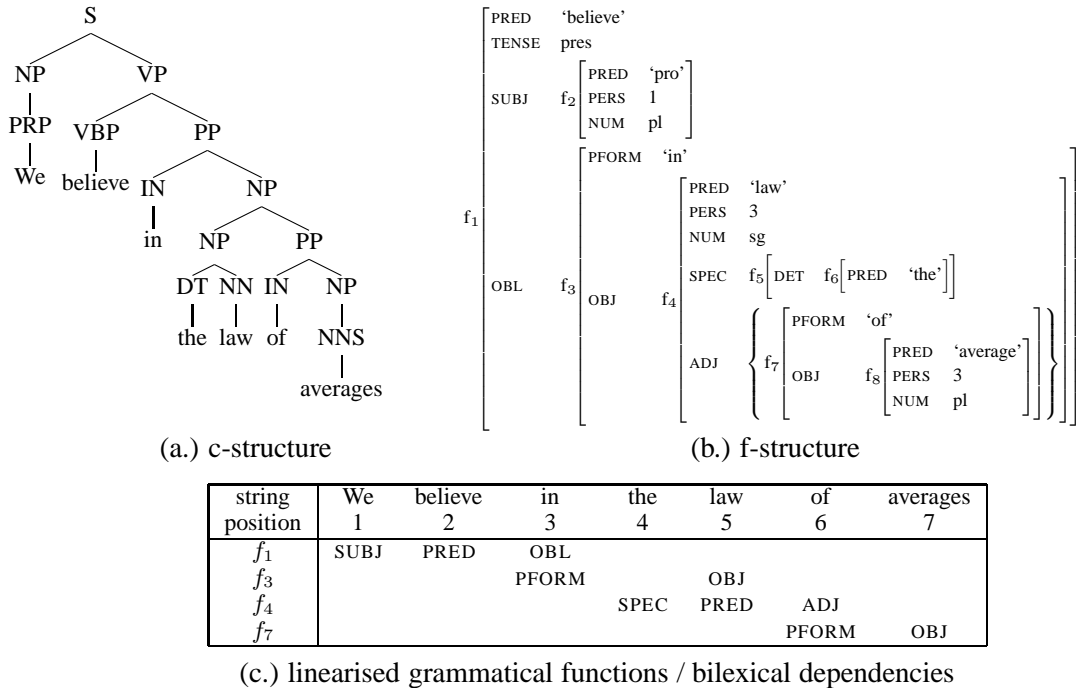 S
NP VP
PRP VBP PP
We believe IN NP
in NP PP
DT NN IN NP
the law of NNS
averages
(a.) c-structure
f1
PRED ‘believe’
TENSE pres
SUBJ f2
PRED ‘pro’
PERS 1
NUM pl
OBL f3
PFORM ‘in’
OBJ f4
PRED ‘law’
PERS 3
NUM sg
SPEC f5 [DET f6 [PRED ‘the’]]
ADJ { f7
PFORM ‘of’
OBJ f8
PRED ‘average’
PERS 3
NUM pl
}
(b.) f-structure
string We believe in the law of averages
position 1 2 3 4 5 6 7
f1 SUBJ PRED OBL
f3 PFORM OBJ
f4 SPEC PRED ADJ
f7 PFORM OBJ
(c.) linearised grammatical functions / bilexical dependencies